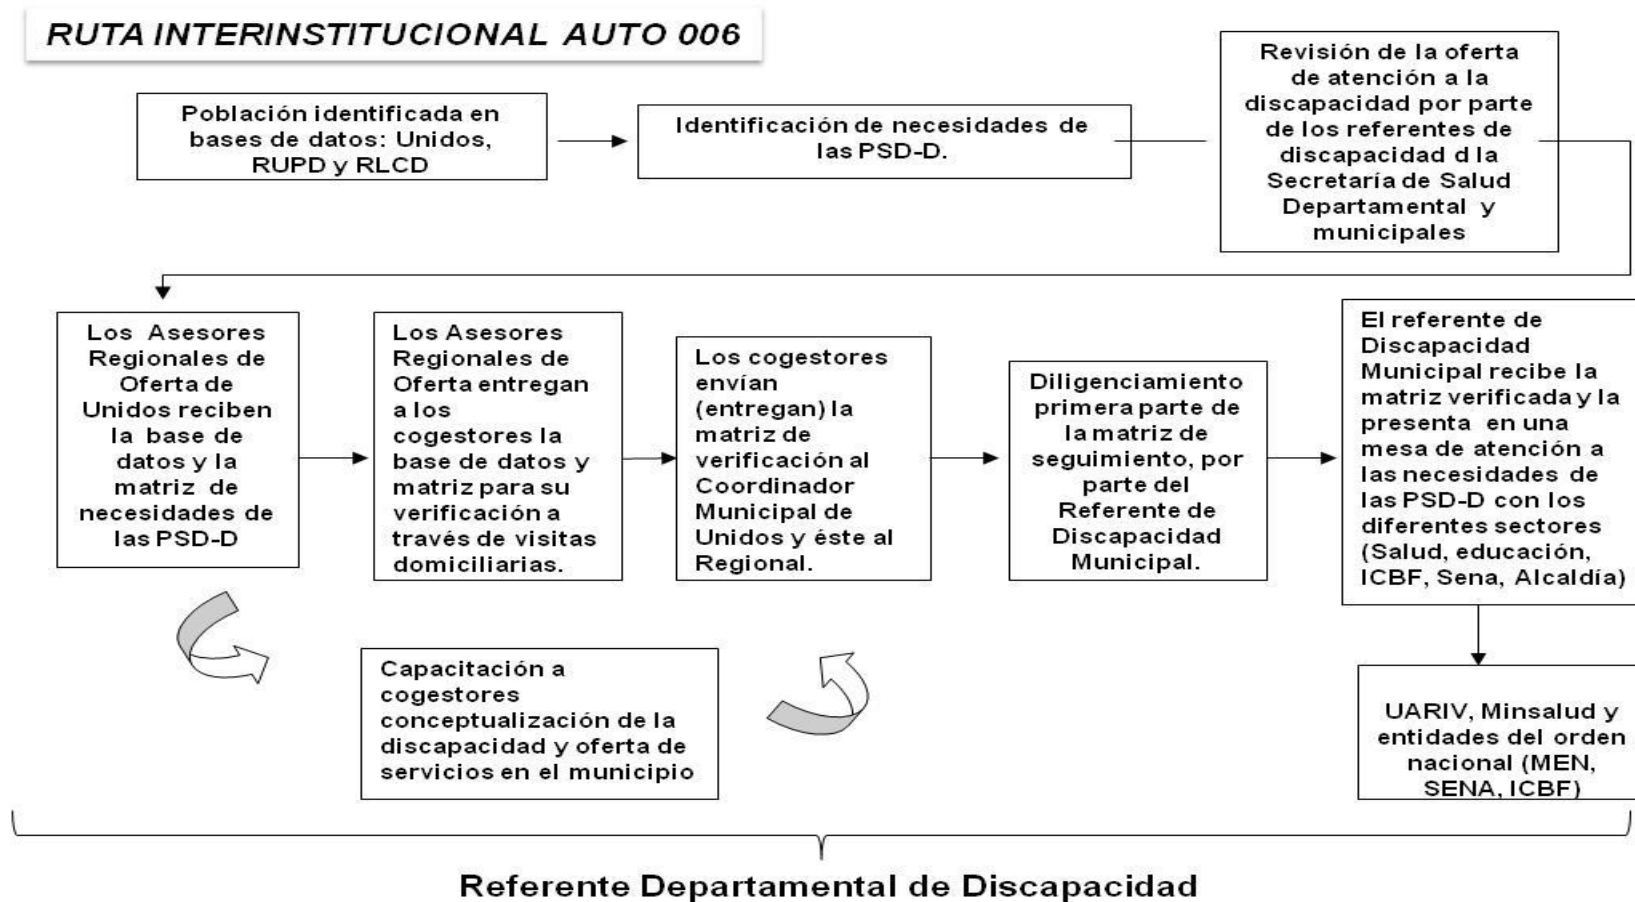 RUTA INTERINSTITUCIONAL AUTO 006
Población identificada en
bases de datos: Unidos,
RUPD y RLCD
Identificación de necesidades de
las PSD-D.
Revisión de la oferta
de atención a la
discapacidad por parte
de los referentes de
discapacidad d la
Secretaría de Salud
Departamental y
municipales
Los Asesores
Regionales de
Oferta de
Unidos reciben
la base de
datos y la
matriz de
necesidades de
las PSD-D
Los Asesores
Regionales de
Oferta entregan
a los
cogestores la
base de datos y
matriz para su
verificación a
través de visitas
domiciliarias.
Los cogestores
envían
(entregan) la
matriz de
verificación al
Coordinador
Municipal de
Unidos y éste al
Regional.
Diligenciamiento
primera parte de
la matriz de
seguimiento, por
parte del
Referente de
Discapacidad
Municipal.
El referente de
Discapacidad
Municipal recibe la
matriz verificada y la
presenta en una
mesa de atención a
las necesidades de
las PSD-D con los
diferentes sectores
(Salud, educación,
ICBF, Sena, Alcaldía)
Capacitación a
cogestores
conceptualización de la
discapacidad y oferta de
servicios en el municipio
UARIV, Minsalud y
entidades del orden
nacional (MEN,
SENA, ICBF)
Referente Departamental de Discapacidad